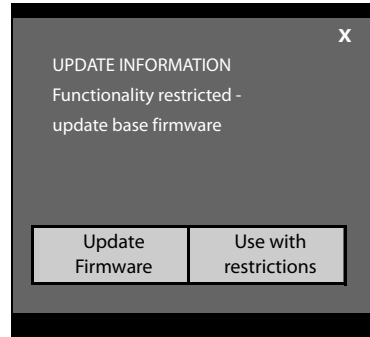 X
UPDATE INFORMATION
Functionality restricted -
update base firmware
Update
Firmware
Use with
restrictions